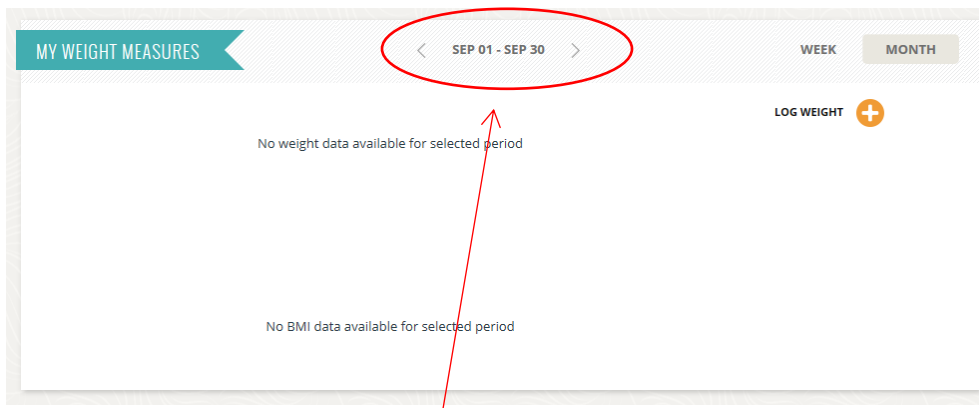 MY WEIGHT MEASURES
SEP 01 - SEP 30
WEEK
MONTH
LOG WEIGHT
No weight data available for selected period
No BMI data available for selected period